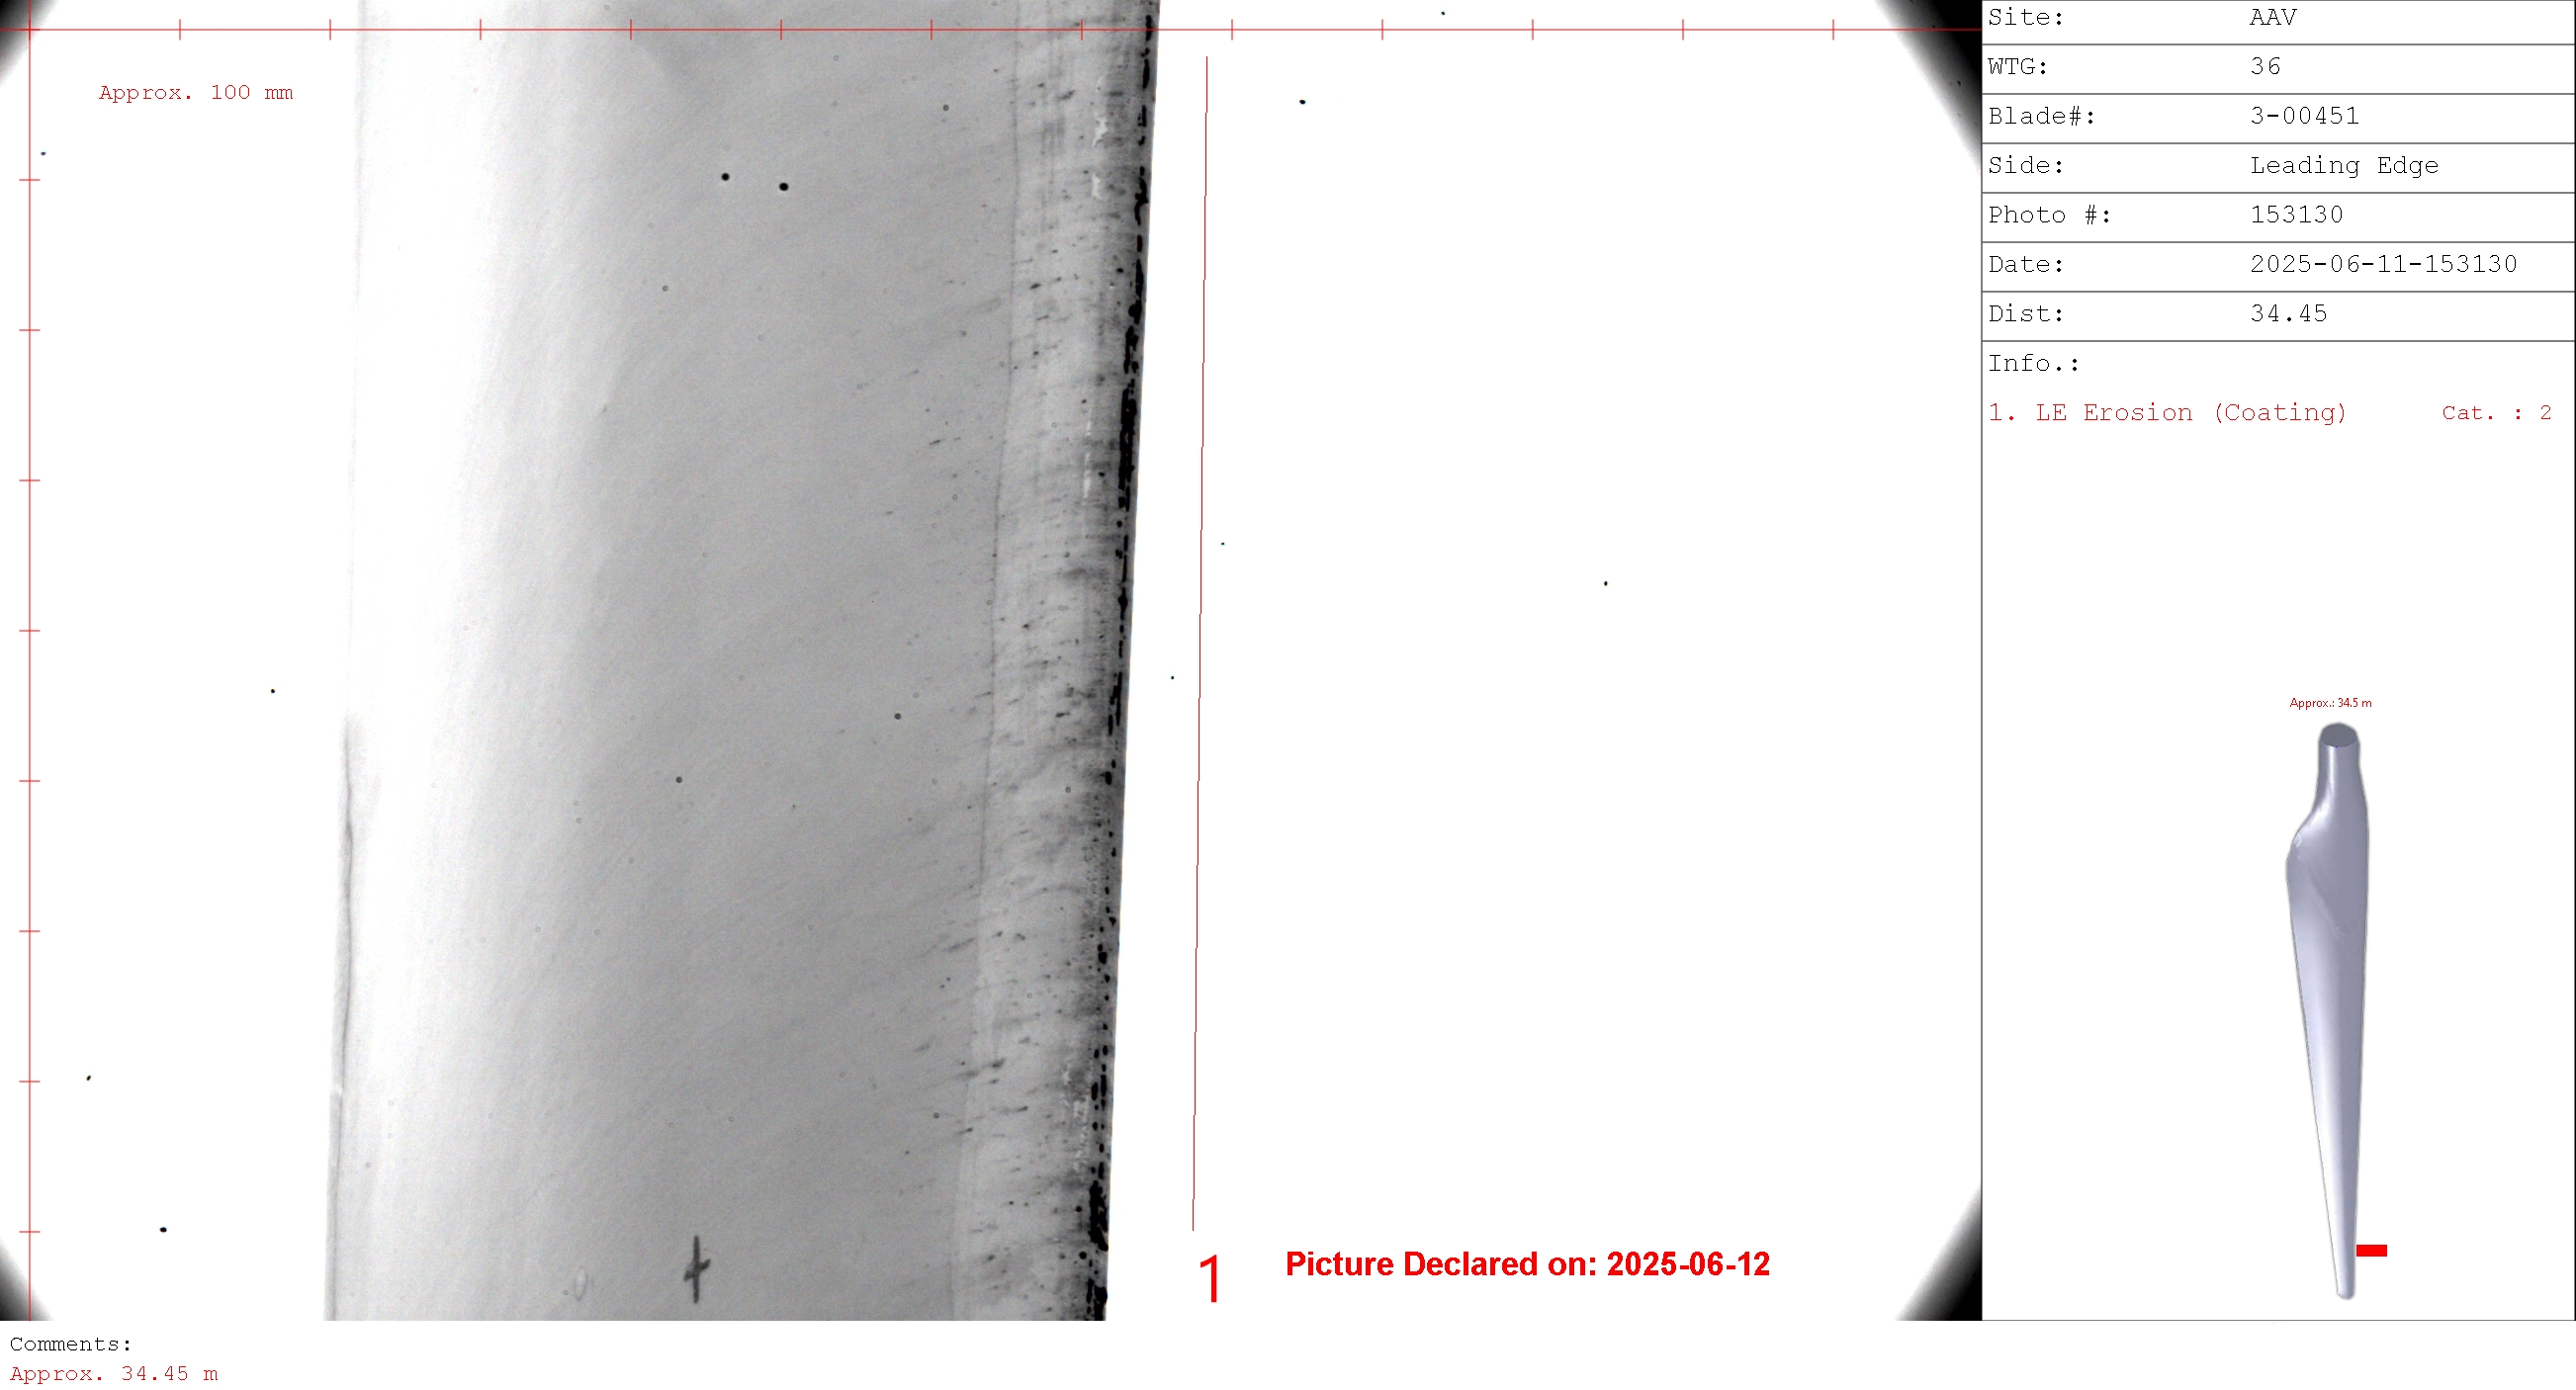 Approx. 100 mm
1
Picture Declared on: 2025-06-12
Site: AAV
WTG: 36
Blade#: 3-00451
Side: Leading Edge
Photo #: 153130
Date: 2025-06-11-153130
Dist: 34.45
Info.:
1. LE Erosion (Coating) Cat. : 2
Approx.: 34.5 m
Comments:
Approx. 34.45 m